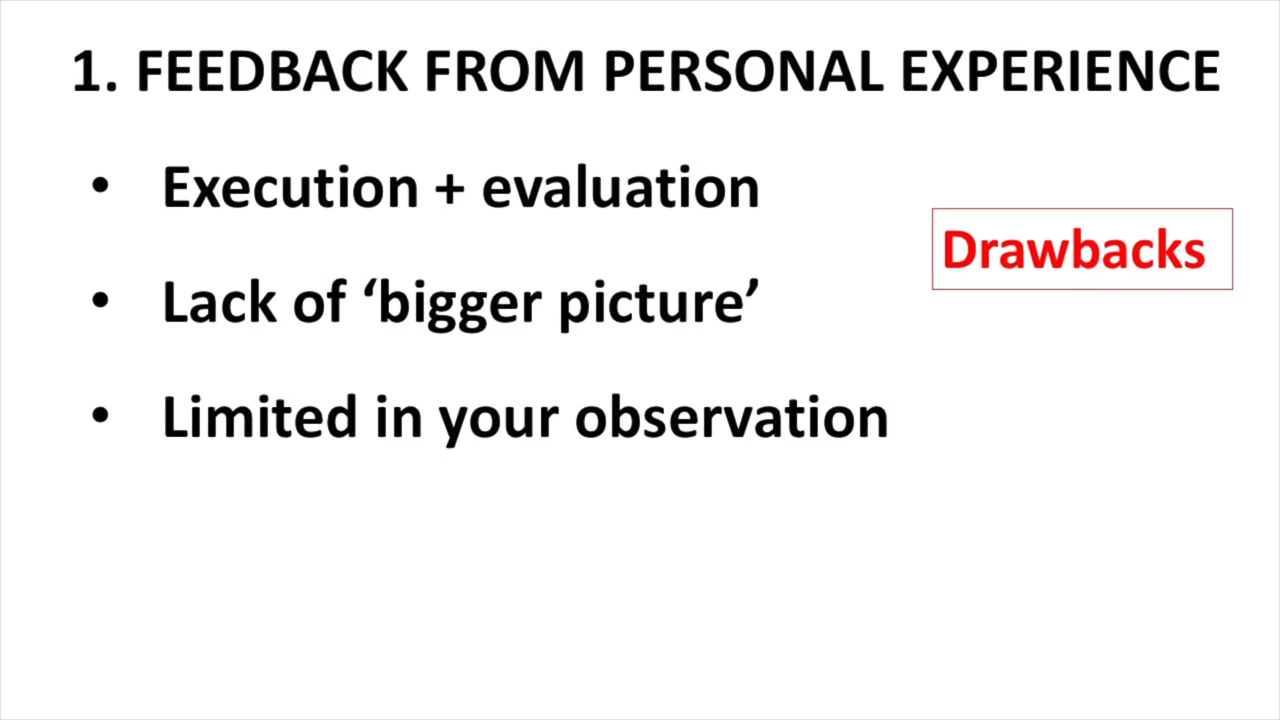 1. FEEDBACK FROM PERSONAL EXPERIENCE
• Execution + evaluation
Drawbacks
• Lack of ‘bigger picture’
• Limited in your observation